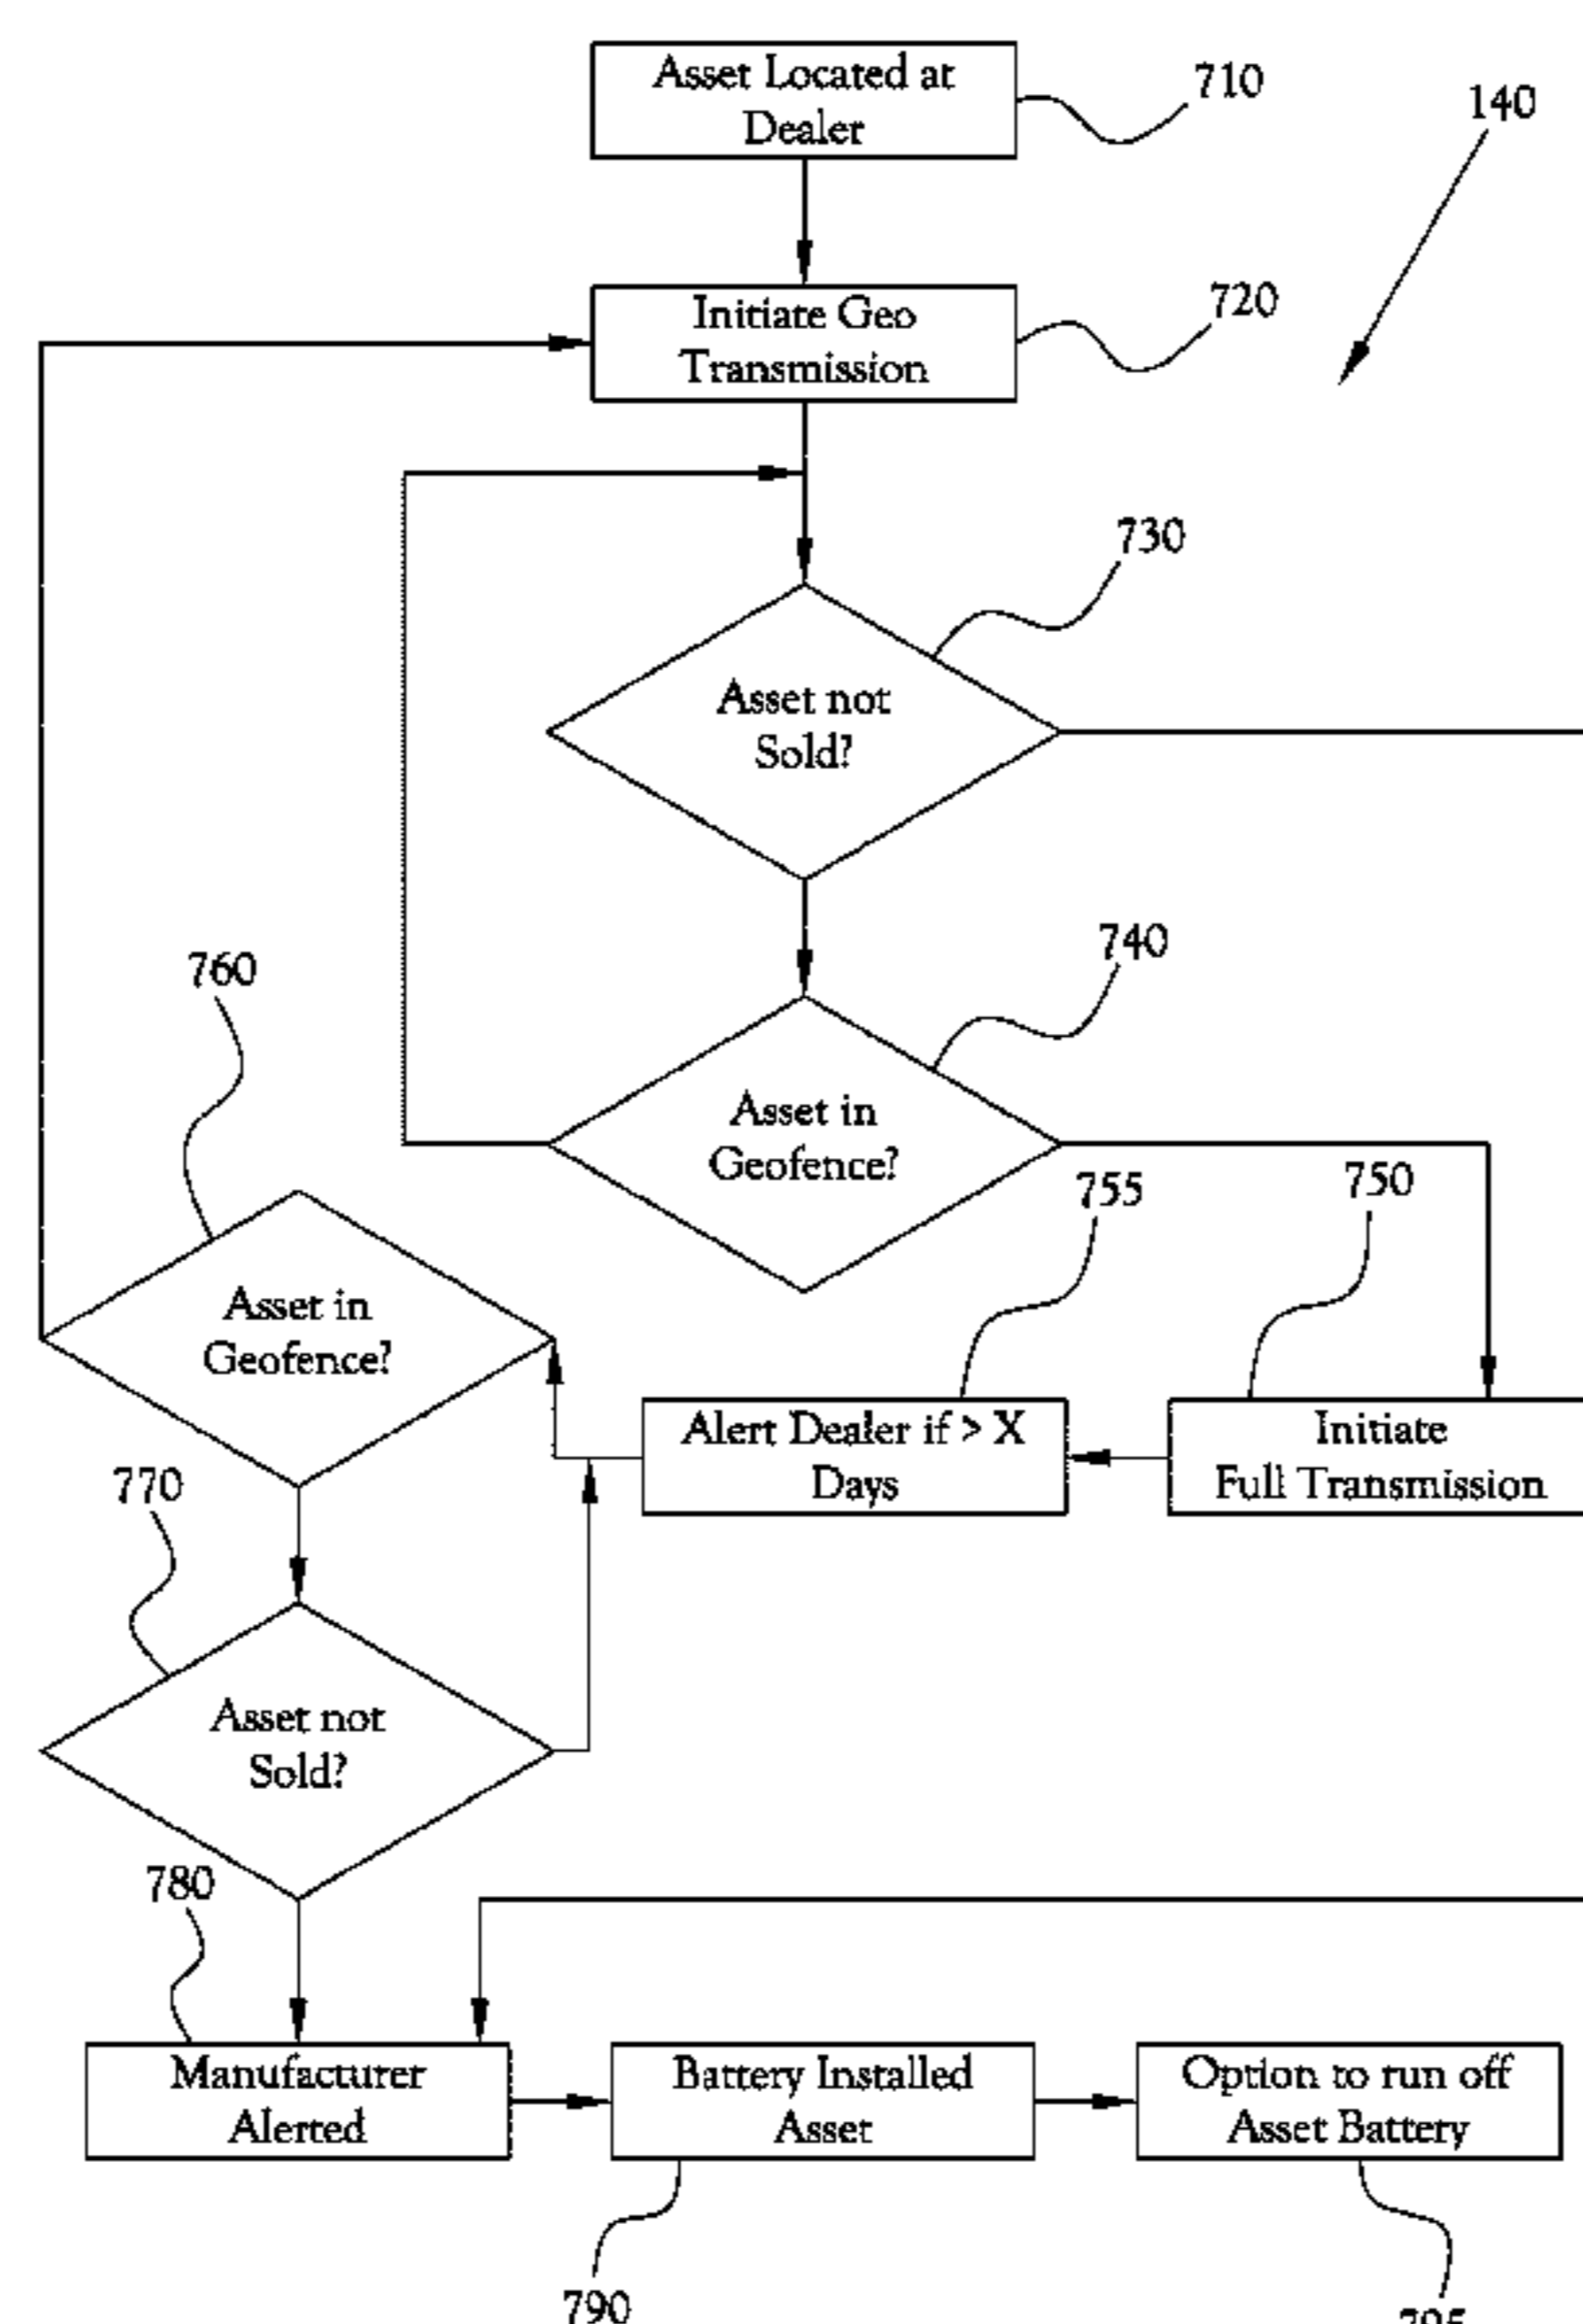 Asset Located at
Dealer
710
140
Initiate Geo
Transmission
720
730
Asset not
Sold?
760
740
Asset in
Geofence?
755
750
Asset in
Geofence?
Alert Dealer if > X
Days
Initiate
Full Transmission
770
Asset not
Sold?
780
Manufacturer
Alerted
Battery Installed
Asset
Option to run off
Asset Battery
790